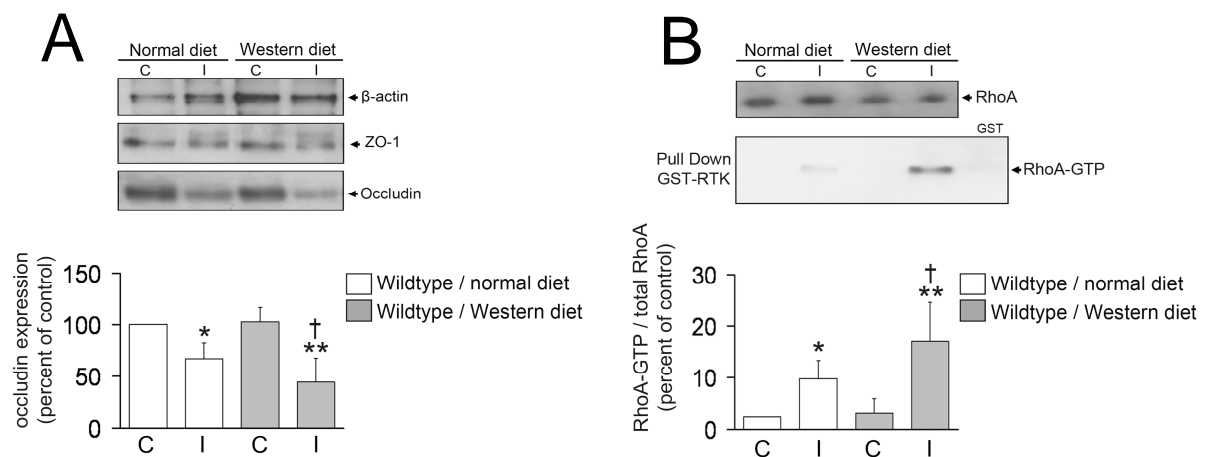 A
Normal diet Western diet
C I C I
β-actin
ZO-1
Occludin
occludin expression
(percent of control)
150
100
50
0
*
†
**
C I C I
Wildtype / normal diet
Wildtype / Western diet
B
Normal diet Western diet
C I C I
RhoA
GST
Pull Down
GST-RTK
RhoA-GTP
RhoA-GTP / total RhoA
(percent of control)
30
20
10
0
*
†
**
C I C I
Wildtype / normal diet
Wildtype / Western diet